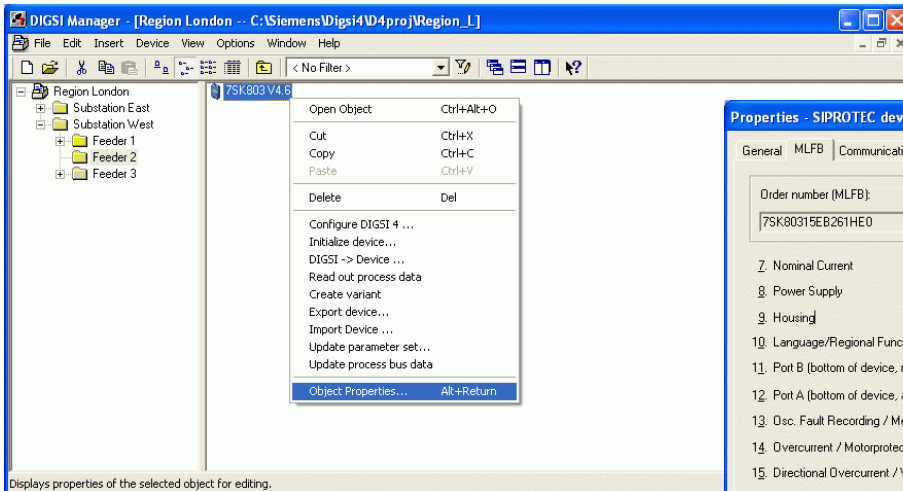 DIGSI Manager - [Region London -- C:\Siemens\Digsi4\D4proj\Region_L]
File Edit Insert Device View Options Window Help
< No Filter >
Region London
Substation East
Substation West
Feeder 1
Feeder 2
Feeder 3
7SK803 V4.6
Open Object Ctrl+Alt+O
Cut Ctrl+X
Copy Ctrl+C
Paste Ctrl+V
Delete Del
Configure DIGSI 4 ...
Initialize device...
DIGSI -> Device ...
Read out process data
Create variant
Export device...
Import Device ...
Update parameter set...
Update process bus data
Object Properties... Alt+Return
Displays properties of the selected object for editing.
Properties - SIPROTEC dev
General MLFB Communicati
Order number (MLFB):
7SK80315EB261HE0
7. Nominal Current
8. Power Supply
9. Housing
10. Language/Regional Func
11. Port B (bottom of device, r
12. Port A (bottom of device, a
13. Osc. Fault Recording / Me
14. Overcurrent / Motorprotec
15. Directional Overcurrent / V